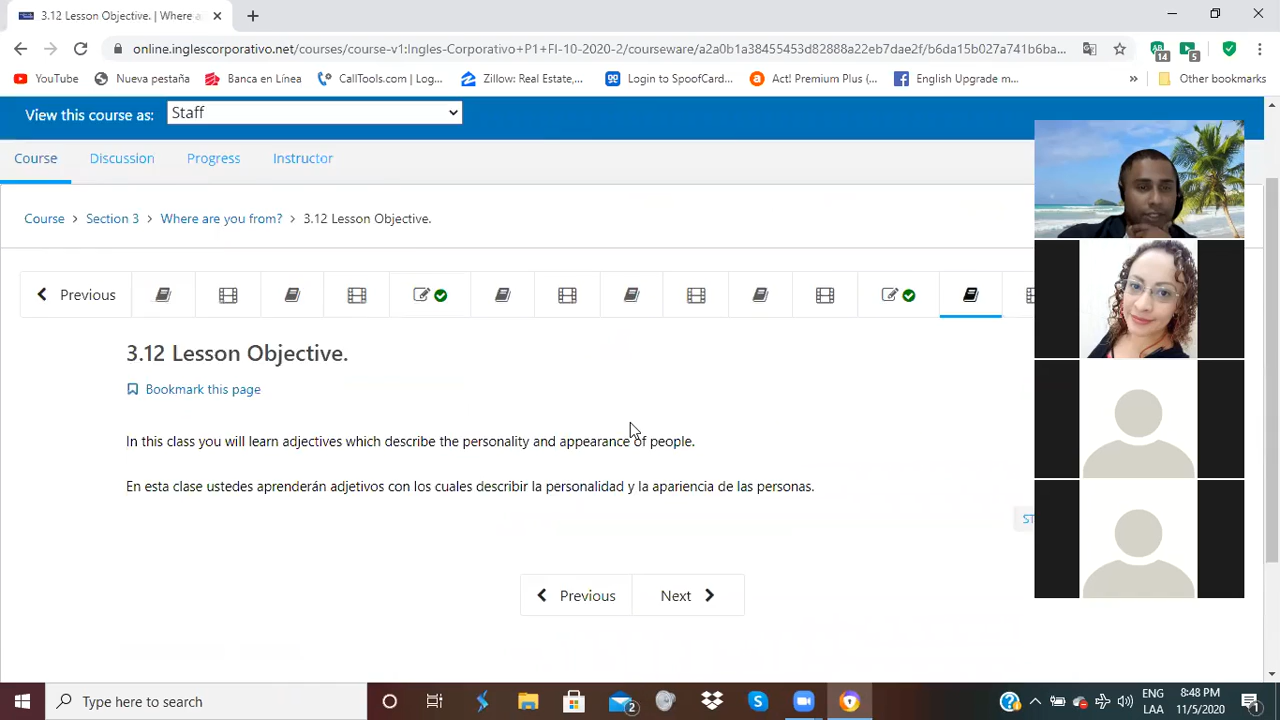 3.12 Lesson Objective. | Where a
online.inglescorporativo.net/courses/course-v1:Ingles-Corporativo+P1+FI-10-2020-2/courseware/a2a0b1a38455453d82888a22eb7dae2f/b6da15b027a741b6ba...
14
5
YouTube
Nueva pestaña
Banca en Línea
CallTools.com | Log...
Zillow: Real Estate,...
Login to SpoofCard...
Act! Premium Plus (...
English Upgrade m...
»
Other bookmarks
View this course as:
Staff
Course
Discussion
Progress
Instructor
Course > Section 3 > Where are you from? > 3.12 Lesson Objective.
Previous
3.12 Lesson Objective.
Bookmark this page
In this class you will learn adjectives which describe the personality and appearance of people.
En esta clase ustedes aprenderán adjetivos con los cuales describir la personalidad y la apariencia de las personas.
ST
Previous
Next
Type here to search
2
ENG
LAA
8:48 PM
11/5/2020
1